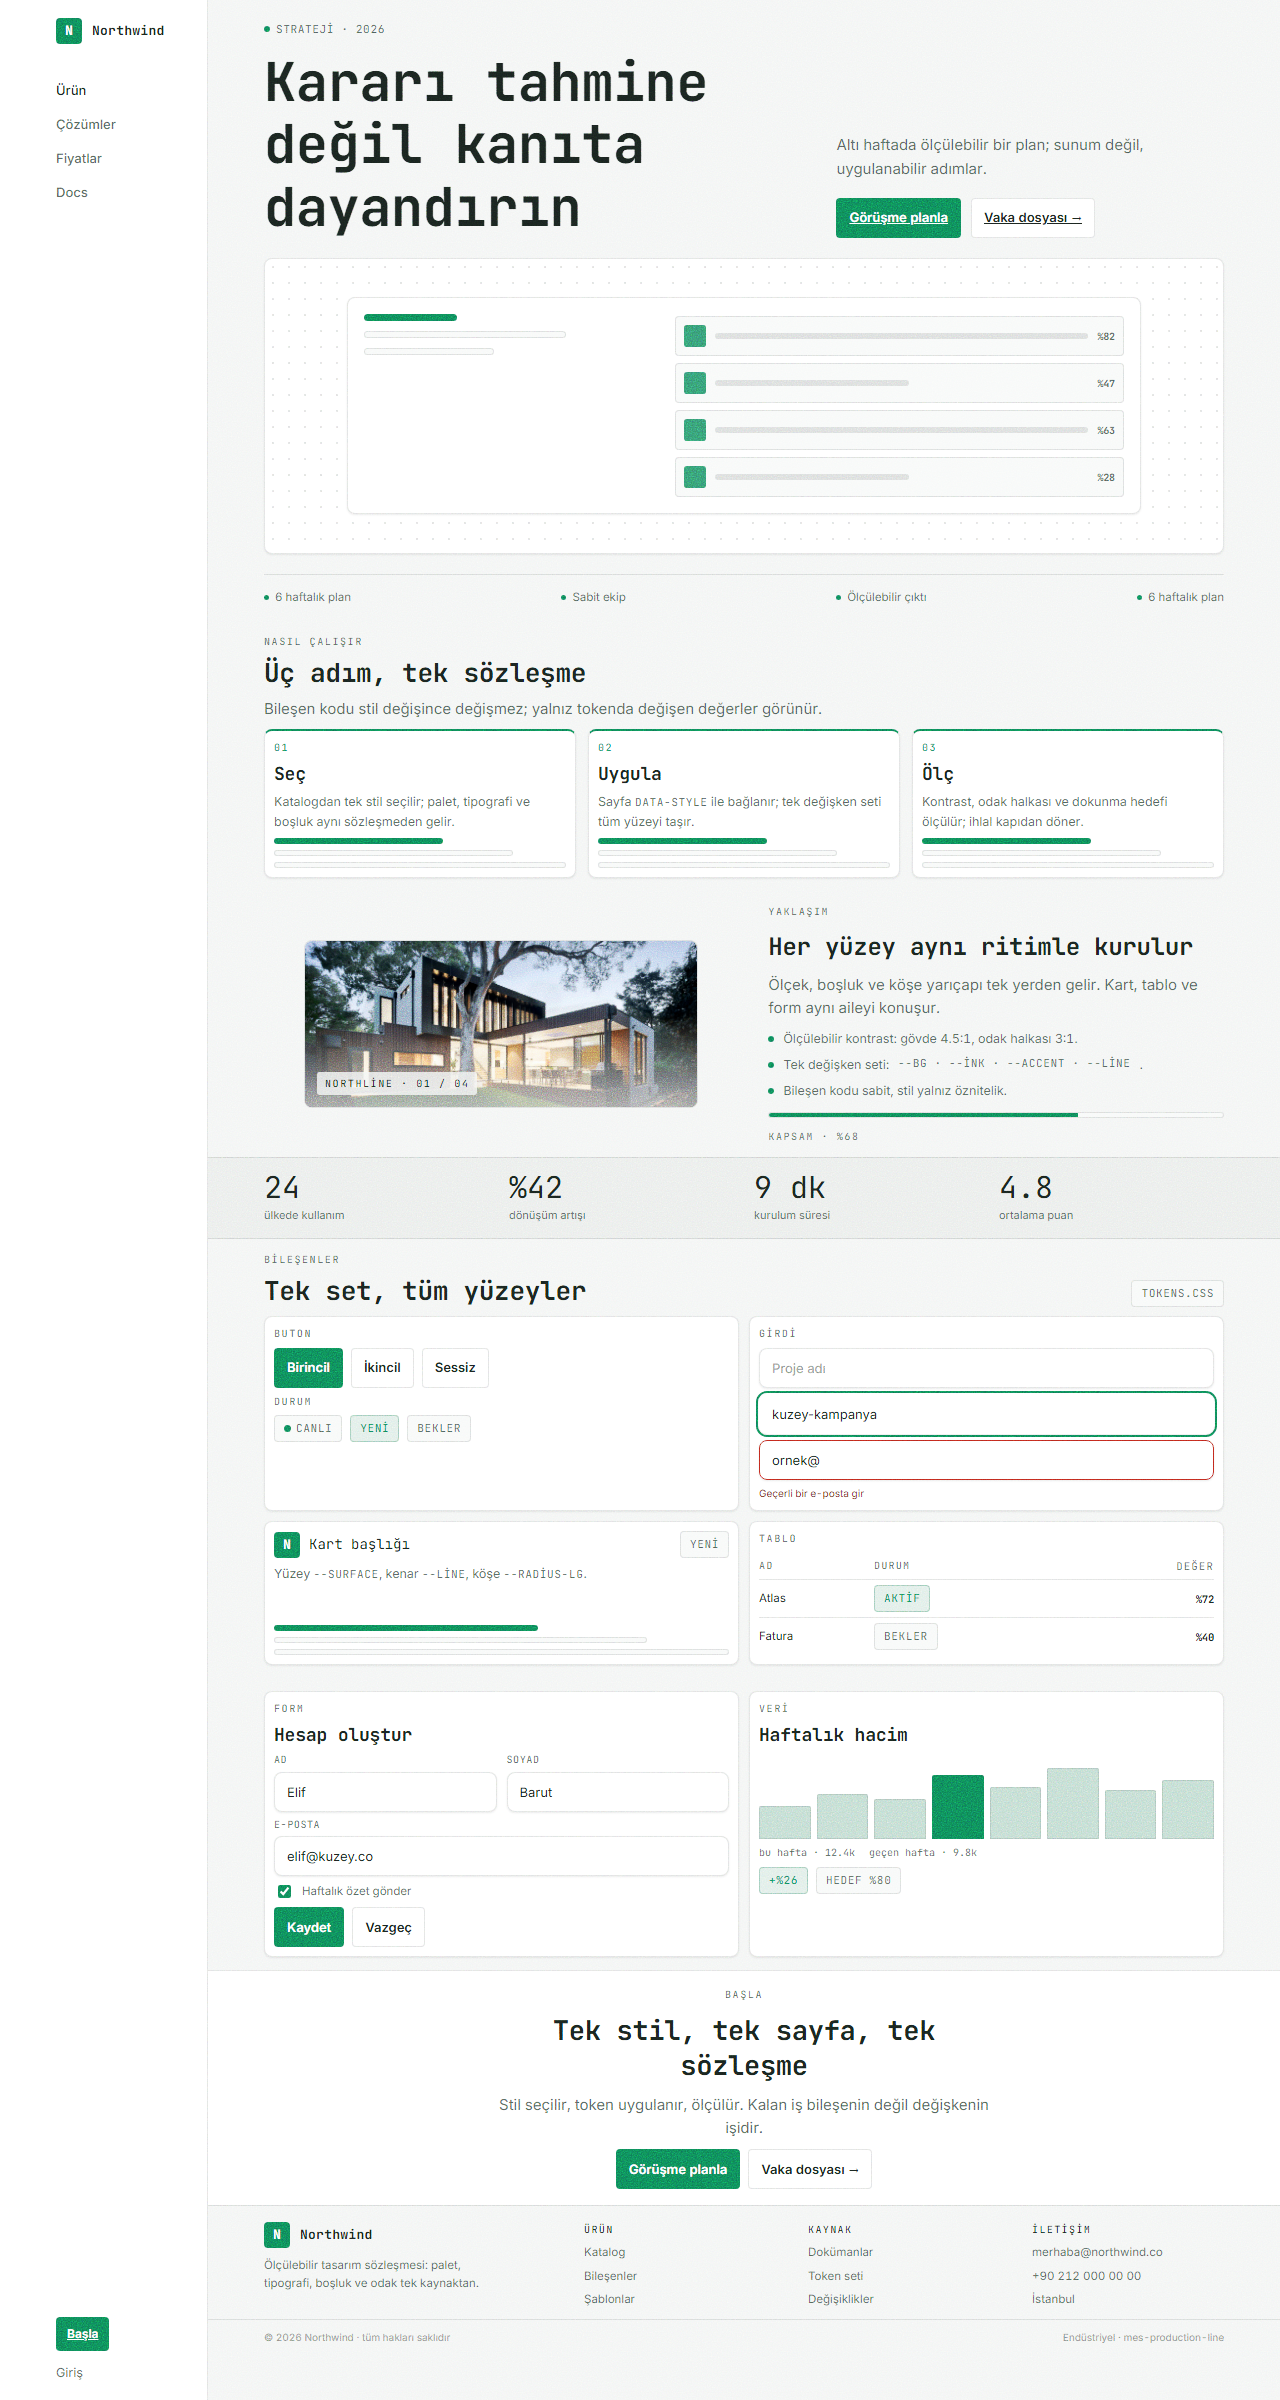 N Northwind
Ürün
Çözümler
Fiyatlar
Docs
Başla
Giriş
STRATEJİ · 2026
Kararı tahmine
değil kanıta
dayandırın
Altı haftada ölçülebilir bir plan; sunum değil,
uygulanabilir adımlar.
Görüşme planla
Vaka dosyası →
%82
%47
%63
%28
6 haftalık plan
Sabit ekip
Ölçülebilir çıktı
6 haftalık plan
NASIL ÇALIŞIR
Üç adım, tek sözleşme
Bileşen kodu stil değişince değişmez; yalnız tokenda değişen değerler görünür.
01
Seç
Katalogdan tek stil seçilir; palet, tipografi ve
boşluk aynı sözleşmeden gelir.
02
Uygula
Sayfa DATA-STYLE ile bağlanır; tek değişken seti
tüm yüzeyi taşır.
03
Ölç
Kontrast, odak halkası ve dokunma hedefi
ölçülür; ihlal kapıdan döner.
NORTHLİNE · 01 / 04
YAKLAŞIM
Her yüzey aynı ritimle kurulur
Ölçek, boşluk ve köşe yarıçapı tek yerden gelir. Kart, tablo ve
form aynı aileyi konuşur.
Ölçülebilir kontrast: gövde 4.5:1, odak halkası 3:1.
Tek değişken seti: --BG · --İNK · --ACCENT · --LİNE .
Bileşen kodu sabit, stil yalnız öznitelik.
KAPSAM · %68
24
ülkede kullanım
%42
dönüşüm artışı
9 dk
kurulum süresi
4.8
ortalama puan
BİLEŞENLER
Tek set, tüm yüzeyler
TOKENS.CSS
BUTON
Birincil
İkincil
Sessiz
DURUM
CANLI
YENİ
BEKLER
GİRDİ
Proje adı
kuzey-kampanya
ornek@
Geçerli bir e-posta gir
N Kart başlığı
YENİ
Yüzey --SURFACE, kenar --LİNE, köşe --RADİUS-LG.
TABLO
AD DURUM DEĞER
Atlas AKTİF %72
Fatura BEKLER %40
FORM
Hesap oluştur
AD
SOYAD
Elif
Barut
E-POSTA
elif@kuzey.co
Haftalık özet gönder
Kaydet
Vazgeç
VERİ
Haftalık hacim
bu hafta · 12.4k geçen hafta · 9.8k
+%26
HEDEF %80
BAŞLA
Tek stil, tek sayfa, tek
sözleşme
Stil seçilir, token uygulanır, ölçülür. Kalan iş bileşenin değil değişkenin
işidir.
Görüşme planla
Vaka dosyası →
N Northwind
Ölçülebilir tasarım sözleşmesi: palet,
tipografi, boşluk ve odak tek kaynaktan.
ÜRÜN
Katalog
Bileşenler
Şablonlar
KAYNAK
Dokümanlar
Token seti
Değişiklikler
İLETİŞİM
merhaba@northwind.co
+90 212 000 00 00
İstanbul
© 2026 Northwind · tüm hakları saklıdır
Endüstriyel · mes-production-line